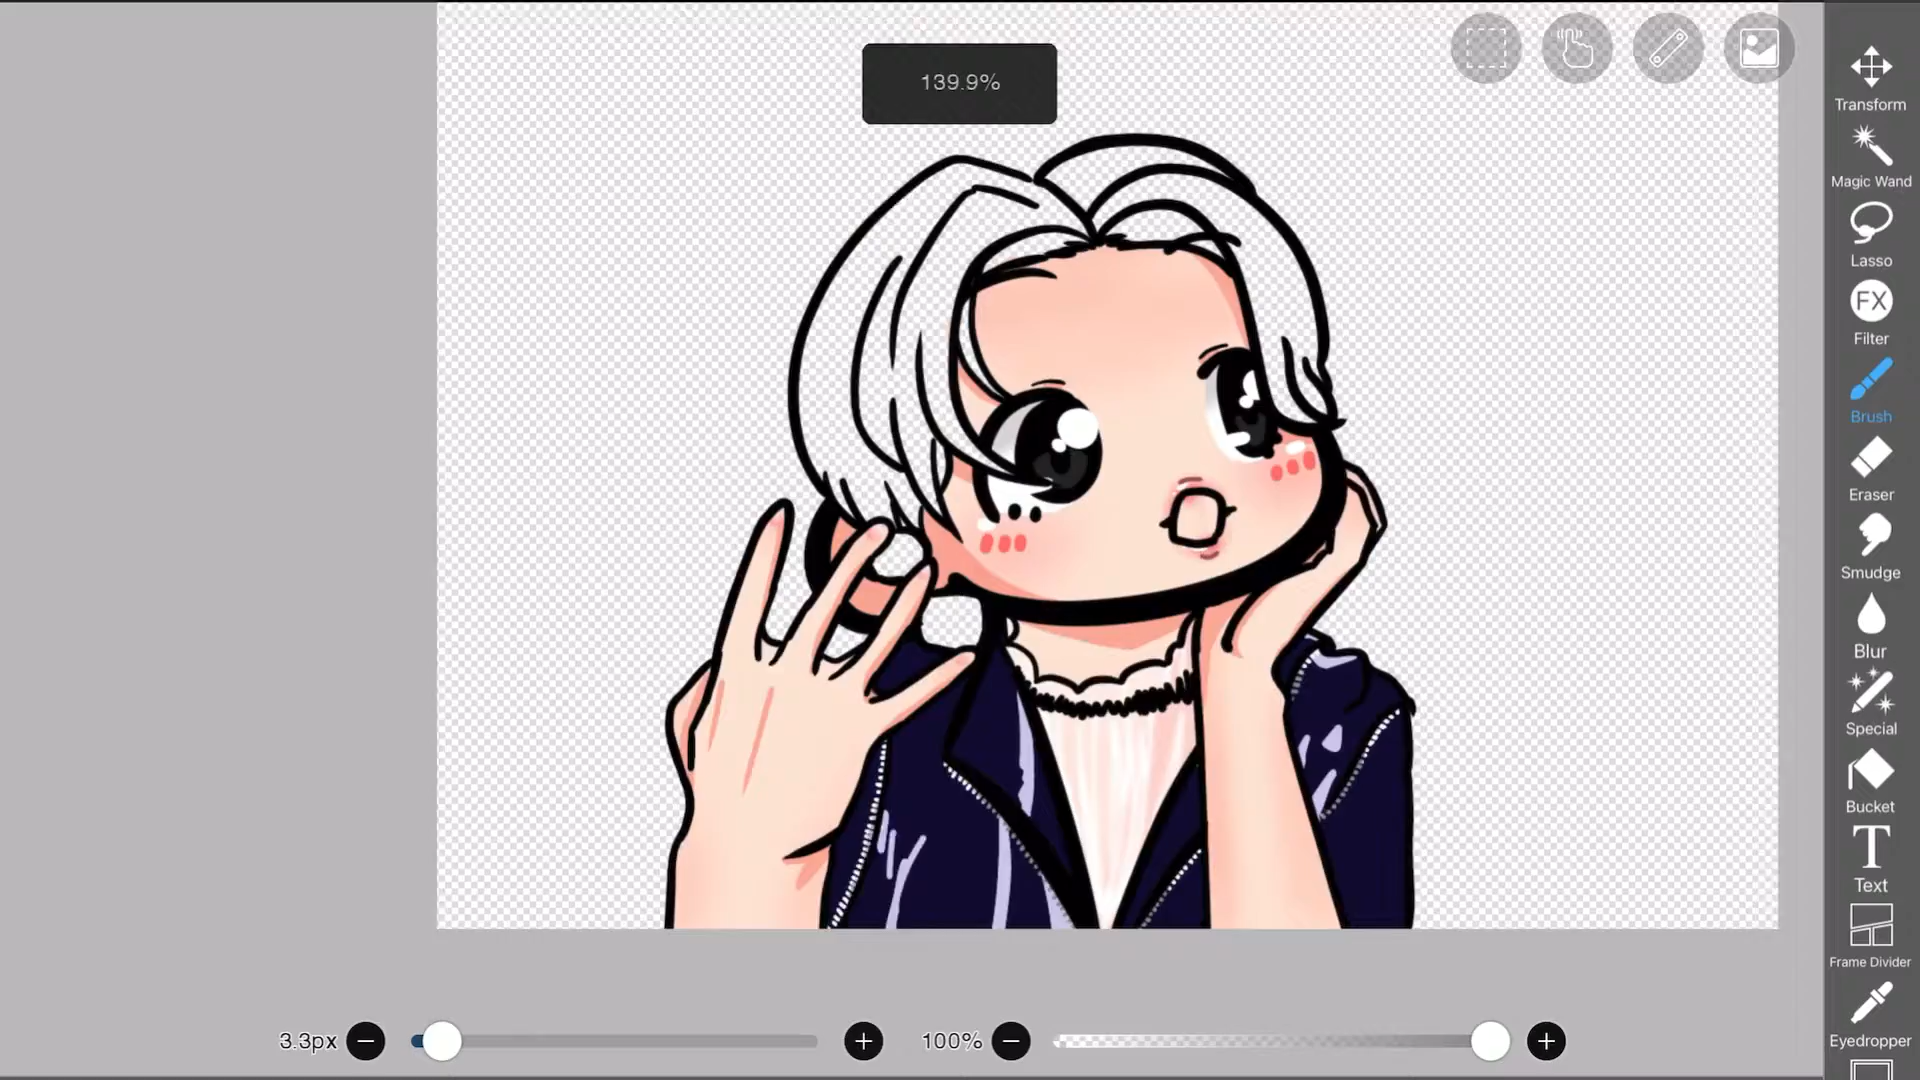 139.9%
Transform
Magic Wand
Lasso
FX
Filter
Brush
Eraser
Smudge
Blur
Special
Bucket
T
Text
Frame Divider
Eyedropper
3.3px
100%